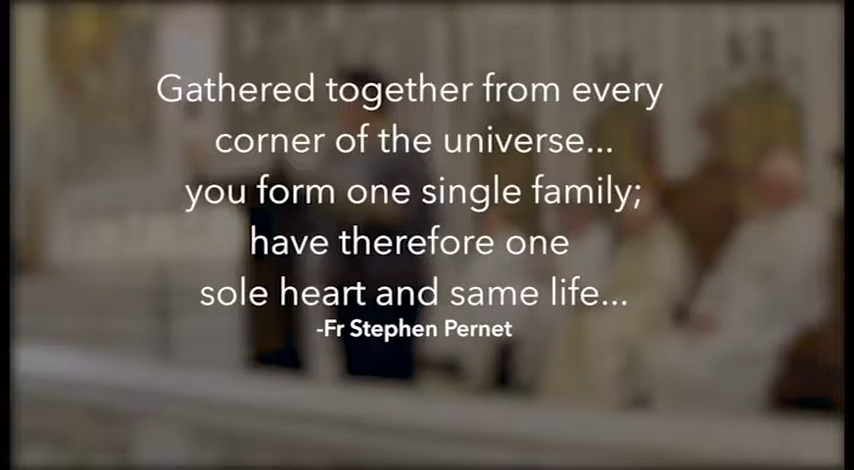 Gathered together from every
corner of the universe...
you form one single family;
have therefore one
sole heart and same life...
-Fr Stephen Pernet